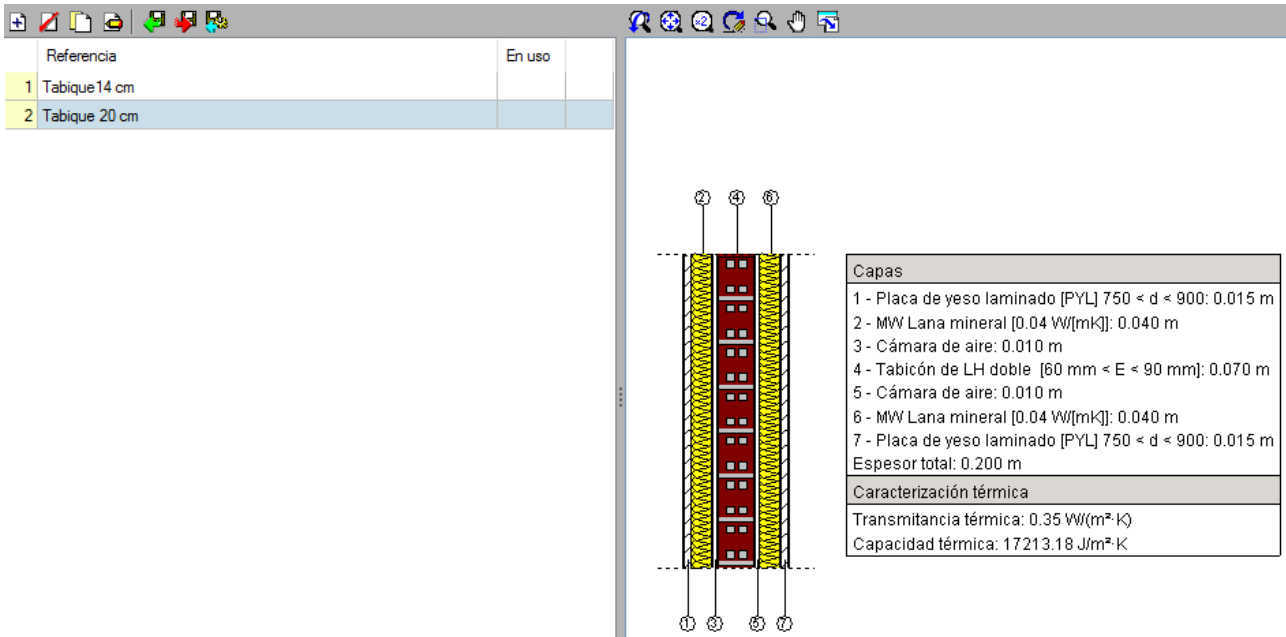 Referencia En uso
1 Tabique14 cm
2 Tabique 20 cm
x2
2 4 6
Capas
1 - Placa de yeso laminado [PYL] 750 < d < 900: 0.015 m
2 - MW Lana mineral [0.04 W/[mK]]: 0.040 m
3 - Cámara de aire: 0.010 m
4 - Tabicón de LH doble [60 mm < E < 90 mm]: 0.070 m
5 - Cámara de aire: 0.010 m
6 - MW Lana mineral [0.04 W/[mK]]: 0.040 m
7 - Placa de yeso laminado [PYL] 750 < d < 900: 0.015 m
Espesor total: 0.200 m
Caracterización térmica
Transmitancia térmica: 0.35 W/(m²·K)
Capacidad térmica: 17213.18 J/m²·K
1 3 5 7